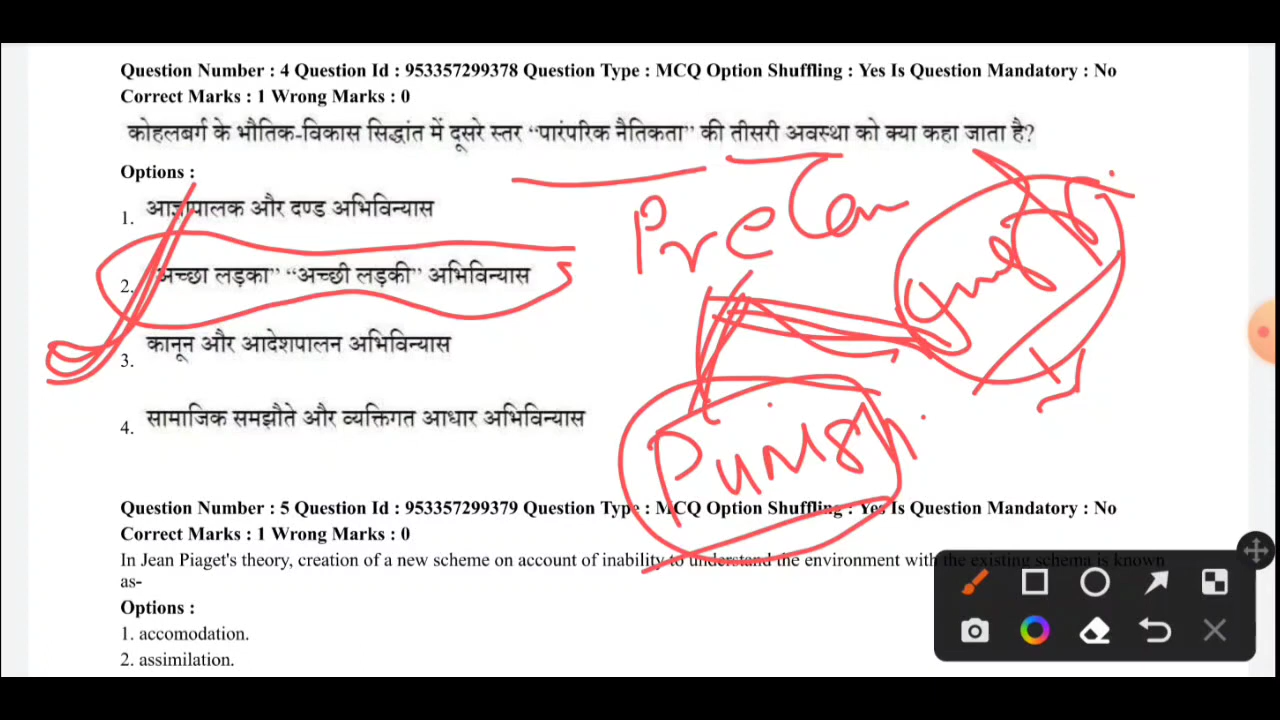 Question Number : 4 Question Id : 953357299378 Question Type : MCQ Option Shuffling : Yes Is Question Mandatory : No
Correct Marks : 1 Wrong Marks : 0
कोहलबर्ग के भौतिक-विकास सिद्धांत में दूसरे स्तर “पारंपरिक नैतिकता” की तीसरी अवस्था को क्या कहा जाता है?
Options :
1. आज्ञापालक और दण्ड अभिविन्यास
2. अच्छा लड़का” “अच्छी लड़की” अभिविन्यास
3. कानून और आदेशपालन अभिविन्यास
4. सामाजिक समझौते और व्यक्तिगत आधार अभिविन्यास
Question Number : 5 Question Id : 953357299379 Question Type : MCQ Option Shuffling : Yes Is Question Mandatory : No
Correct Marks : 1 Wrong Marks : 0
In Jean Piaget's theory, creation of a new scheme on account of inability to understand the environment with the existing schema is known
as-
Options :
1. accomodation.
2. assimilation.